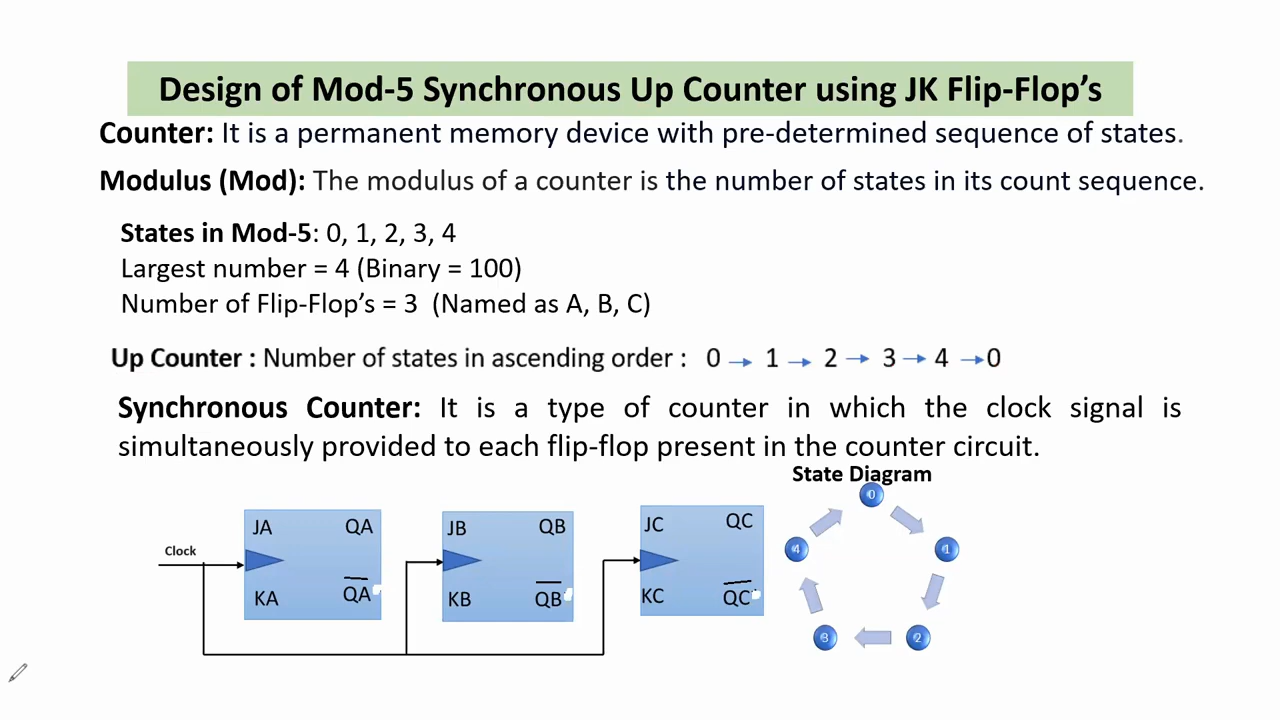 Design of Mod-5 Synchronous Up Counter using JK Flip-Flop's
Counter: It is a permanent memory device with pre-determined sequence of states.
Modulus (Mod): The modulus of a counter is the number of states in its count sequence.
States in Mod-5: 0, 1, 2, 3, 4
Largest number = 4 (Binary = 100)
Number of Flip-Flop's = 3 (Named as A, B, C)
Up Counter : Number of states in ascending order : 0 → 1 → 2 → 3 → 4 → 0
Synchronous Counter: It is a type of counter in which the clock signal is
simultaneously provided to each flip-flop present in the counter circuit.
State Diagram
Clock
JA QA
KA Q̅A̅
JB QB
KB Q̅B̅
JC QC
KC Q̅C̅
0
1
2
3
4